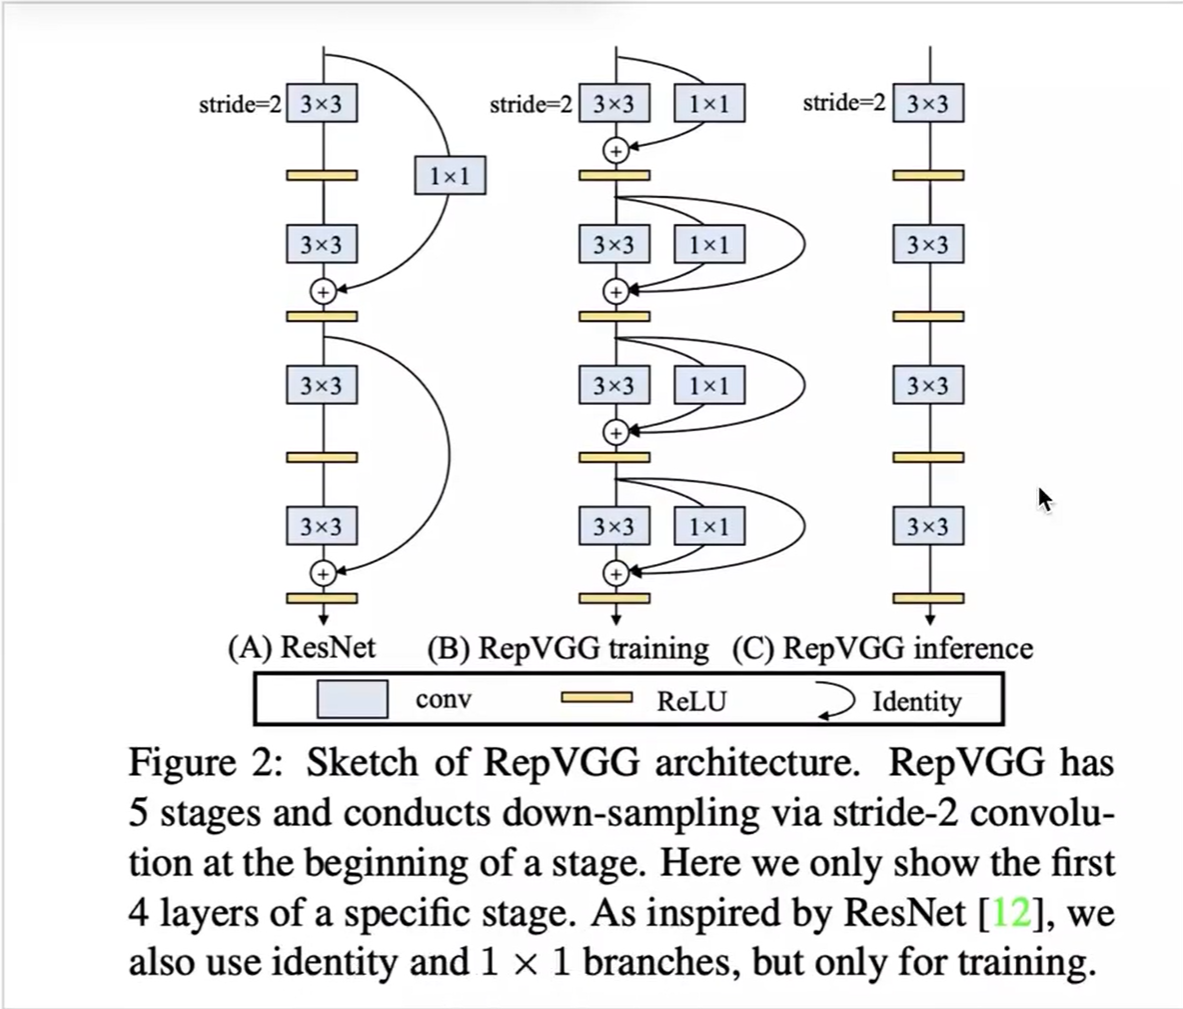 stride=2 3×3 stride=2 3×3 1×1 stride=2 3×3
1×1
3×3 3×3 1×1 3×3
3×3 3×3 1×1 3×3
3×3 3×3 1×1 3×3
(A) ResNet (B) RepVGG training (C) RepVGG inference
conv ReLU Identity
Figure 2: Sketch of RepVGG architecture. RepVGG has
5 stages and conducts down-sampling via stride-2 convolu-
tion at the beginning of a stage. Here we only show the first
4 layers of a specific stage. As inspired by ResNet [12], we
also use identity and 1 × 1 branches, but only for training.